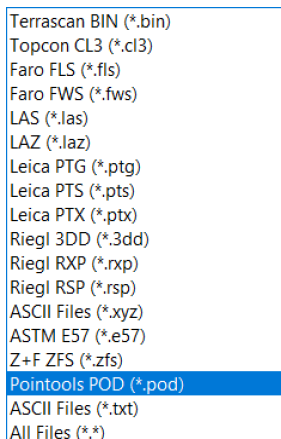 Terrascan BIN (*.bin)
Topcon CL3 (*.cl3)
Faro FLS (*.fls)
Faro FWS (*.fws)
LAS (*.las)
LAZ (*.laz)
Leica PTG (*.ptg)
Leica PTS (*.pts)
Leica PTX (*.ptx)
Riegl 3DD (*.3dd)
Riegl RXP (*.rxp)
Riegl RSP (*.rsp)
ASCII Files (*.xyz)
ASTM E57 (*.e57)
Z+F ZFS (*.zfs)
Pointools POD (*.pod)
ASCII Files (*.txt)
All Files (*.*)